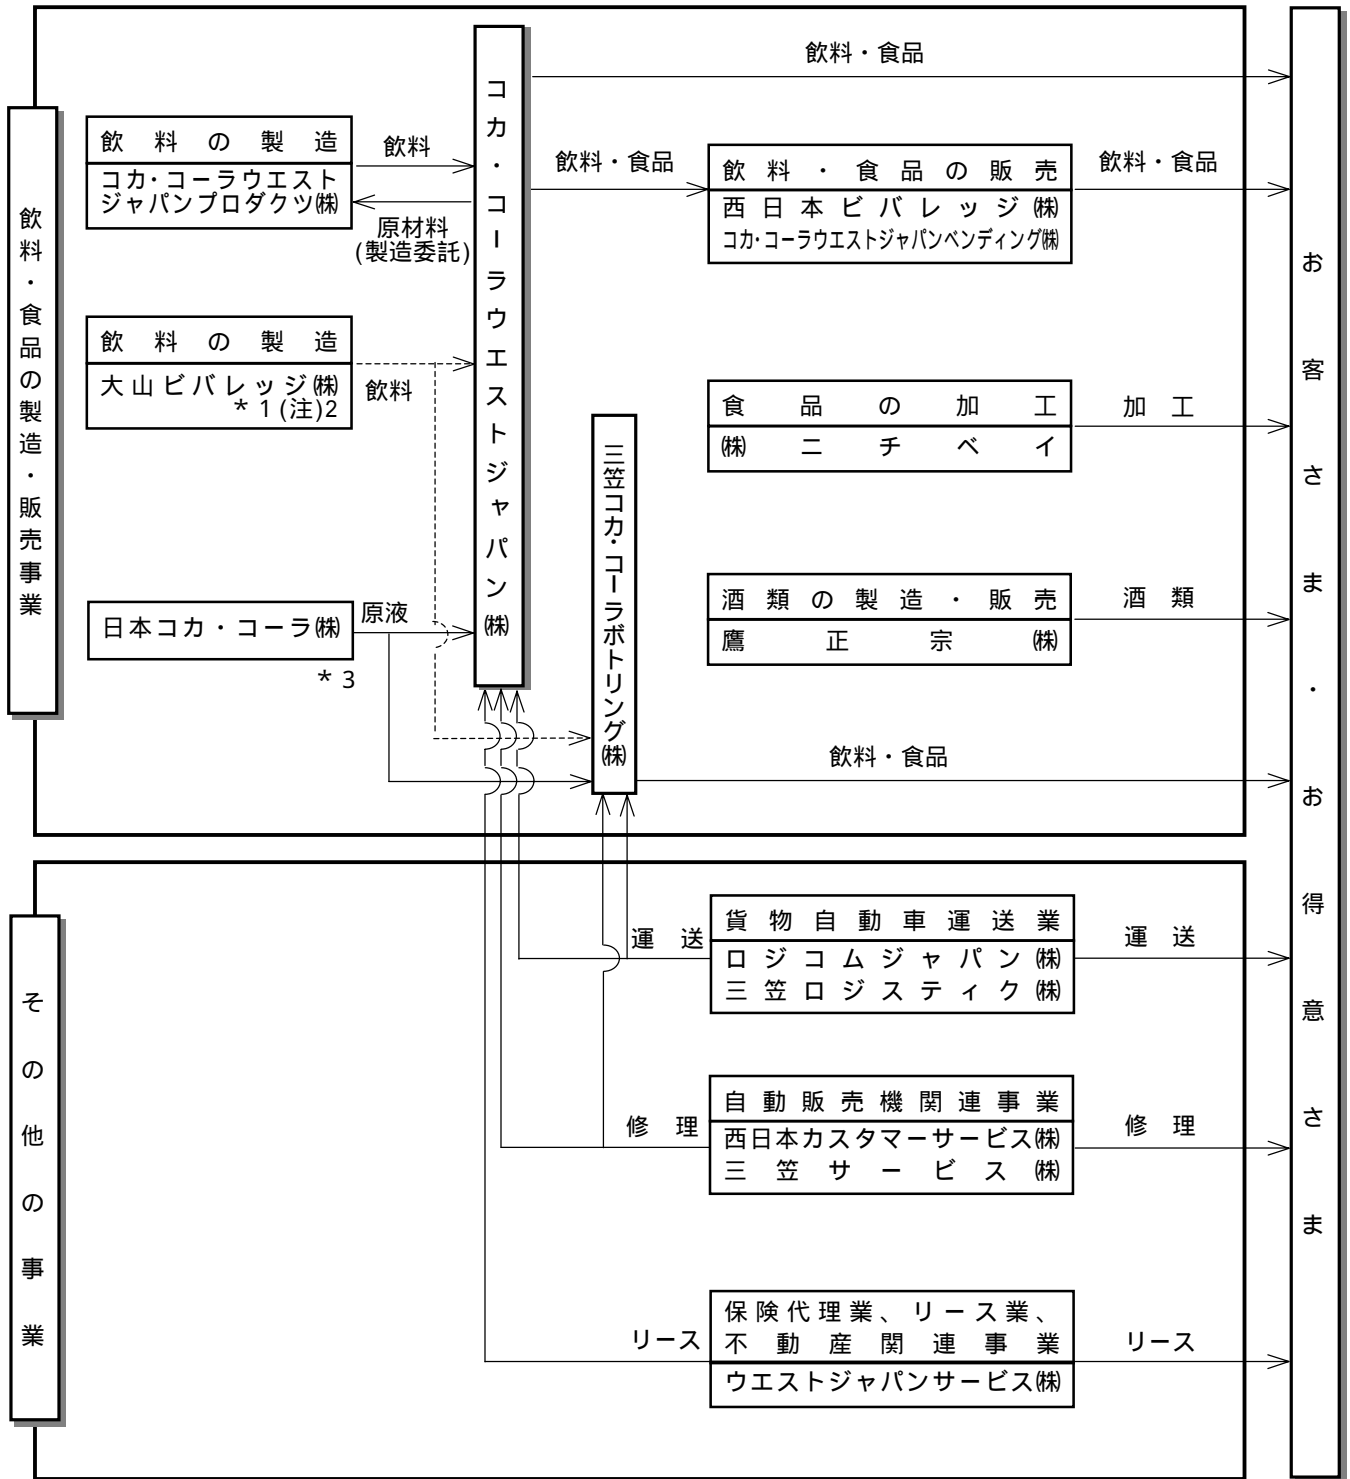 飲料・食品の製造・販売事業
飲料の製造
コカ・コーラウエスト
ジャパンプロダクツ㈱
飲料
原材料
(製造委託)
飲料の製造
大山ビバレッジ㈱
*1(注)2
飲料
日本コカ・コーラ㈱
*3
原液
コカ・コーラウエストジャパン㈱
三笠コカ・コーラボトリング㈱
飲料・食品
飲料・食品
飲料・食品の販売
西日本ビバレッジ㈱
コカ・コーラウエストジャパンベンディング㈱
飲料・食品
食品の加工
㈱ニチベイ
加工
酒類の製造・販売
鷹正宗㈱
酒類
飲料・食品
その他の事業
運送
貨物自動車運送業
ロジコムジャパン㈱
三笠ロジスティク㈱
運送
修理
自動販売機関連事業
西日本カスタマーサービス㈱
三笠サービス㈱
修理
リース
保険代理業、リース業、
不動産関連事業
ウエストジャパンサービス㈱
リース
お客さま・お得意さま